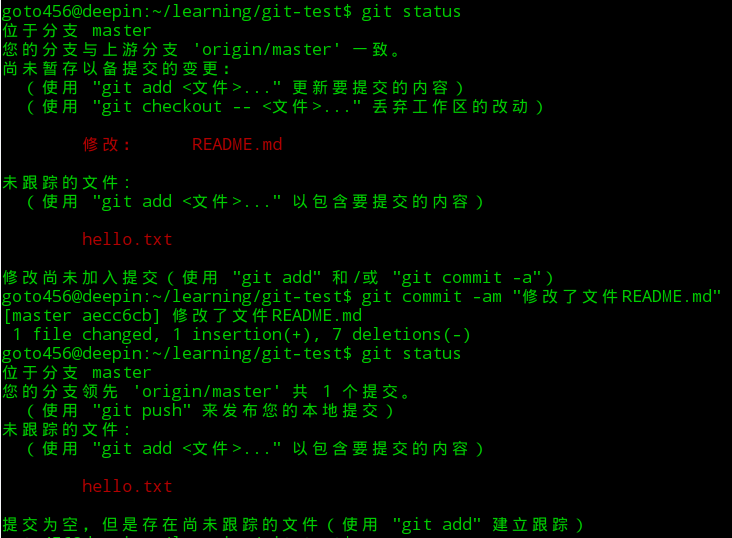 goto456@deepin:~/learning/git-test$ git status
位于分支 master
您的分支与上游分支 'origin/master' 一致。
尚未暂存以备提交的变更:
（使用 "git add <文件>..." 更新要提交的内容）
（使用 "git checkout -- <文件>..." 丢弃工作区的改动）
修改: README.md
未跟踪的文件:
（使用 "git add <文件>..." 以包含要提交的内容）
hello.txt
修改尚未加入提交（使用 "git add" 和/或 "git commit -a"）
goto456@deepin:~/learning/git-test$ git commit -am "修改了文件README.md"
[master aecc6cb] 修改了文件README.md
1 file changed, 1 insertion(+), 7 deletions(-)
goto456@deepin:~/learning/git-test$ git status
位于分支 master
您的分支领先 'origin/master' 共 1 个提交。
（使用 "git push" 来发布您的本地提交）
未跟踪的文件:
（使用 "git add <文件>..." 以包含要提交的内容）
hello.txt
提交为空，但是存在尚未跟踪的文件（使用 "git add" 建立跟踪）